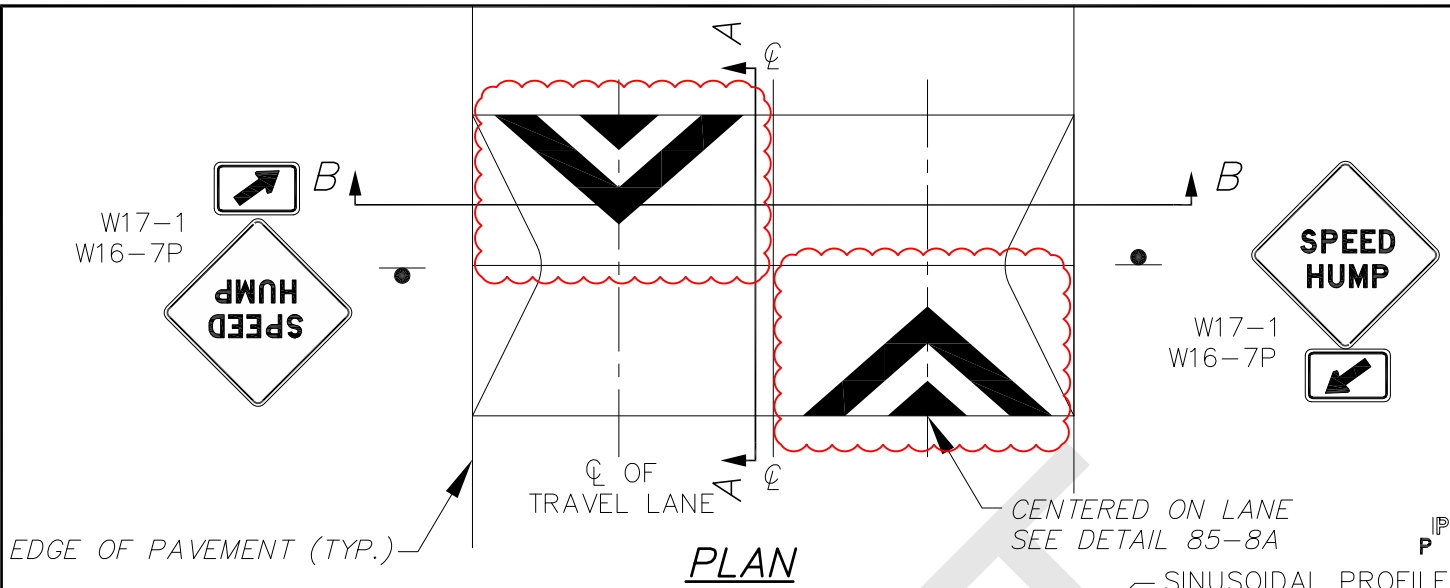 A
℄
B
B
W17-1
W16-7P
SPEED
HUMP
SPEED
HUMP
W17-1
W16-7P
℄ OF
TRAVEL LANE
A
℄
EDGE OF PAVEMENT (TYP.)
CENTERED ON LANE
SEE DETAIL 85-8A
PLAN
P
P
SINUSOIDAL PROFILE